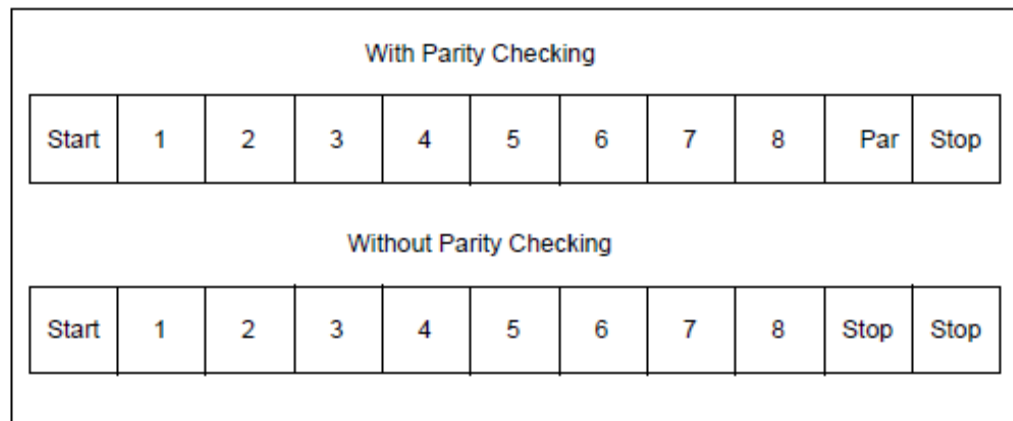 With Parity Checking
Start 1 2 3 4 5 6 7 8 Par Stop
Without Parity Checking
Start 1 2 3 4 5 6 7 8 Stop Stop